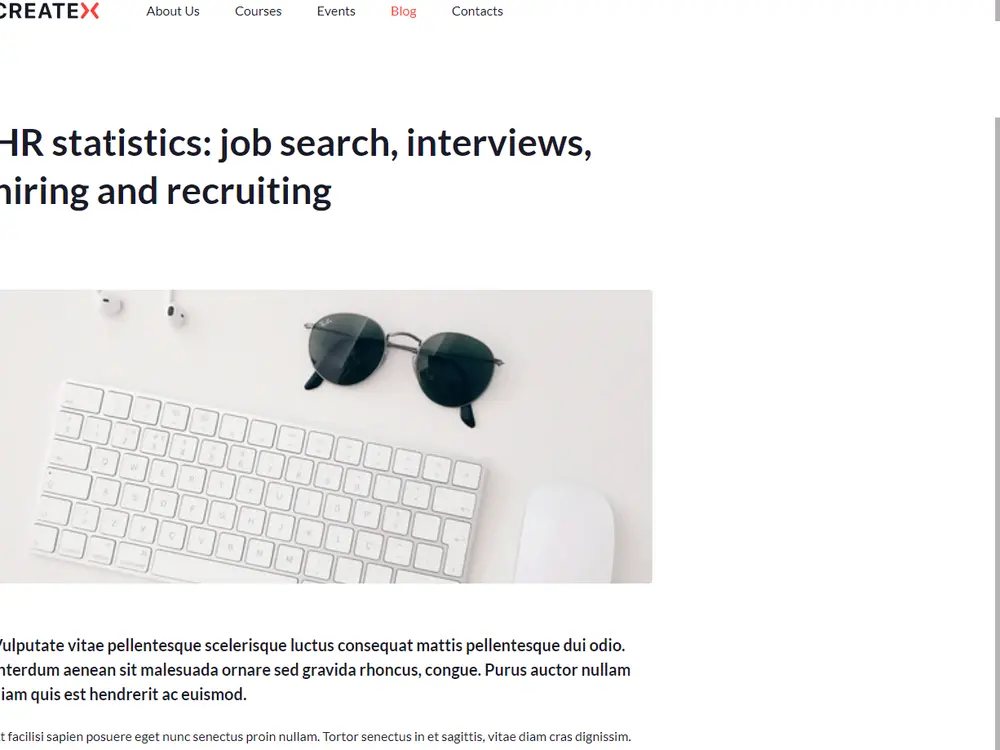 CREATEX
About Us Courses Events Blog Contacts
HR statistics: job search, interviews,
hiring and recruiting
Vulputate vitae pellentesque scelerisque luctus consequat mattis pellentesque dui odio.
nterdum aenean sit malesuada ornare sed gravida rhoncus, congue. Purus auctor nullam
iam quis est hendrerit ac euismod.
t facilisi sapien posuere eget nunc senectus proin nullam. Tortor senectus in et sagittis, vitae diam cras dignissim.